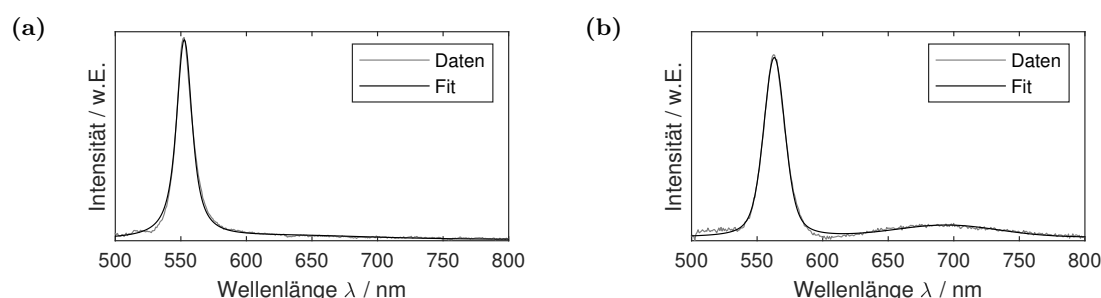 (a)
Intensität / w.E.
Daten
Fit
500 550 600 650 700 750 800
Wellenlänge λ / nm
(b)
Intensität / w.E.
Daten
Fit
500 550 600 650 700 750 800
Wellenlänge λ / nm